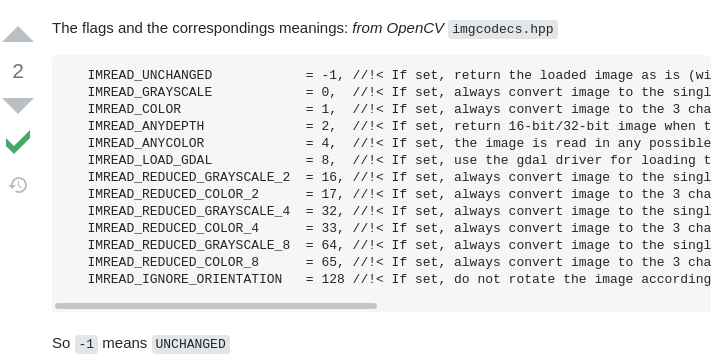 The flags and the correspondings meanings: from OpenCV imgcodecs.hpp
IMREAD_UNCHANGED = -1, //!< If set, return the loaded image as is (wi
IMREAD_GRAYSCALE = 0, //!< If set, always convert image to the singl
2
IMREAD_COLOR = 1, //!< If set, always convert image to the 3 cha
IMREAD_ANYDEPTH = 2, //!< If set, return 16-bit/32-bit image when t
IMREAD_ANYCOLOR = 4, //!< If set, the image is read in any possible
IMREAD_LOAD_GDAL = 8, //!< If set, use the gdal driver for loading t
IMREAD_REDUCED_GRAYSCALE_2 = 16, //!< If set, always convert image to the singl
IMREAD_REDUCED_COLOR_2 = 17, //!< If set, always convert image to the 3 cha
IMREAD_REDUCED_GRAYSCALE_4 = 32, //!< If set, always convert image to the singl
IMREAD_REDUCED_COLOR_4 = 33, //!< If set, always convert image to the 3 cha
IMREAD_REDUCED_GRAYSCALE_8 = 64, //!< If set, always convert image to the singl
IMREAD_REDUCED_COLOR_8 = 65, //!< If set, always convert image to the 3 cha
IMREAD_IGNORE_ORIENTATION = 128 //!< If set, do not rotate the image according
So -1 means UNCHANGED